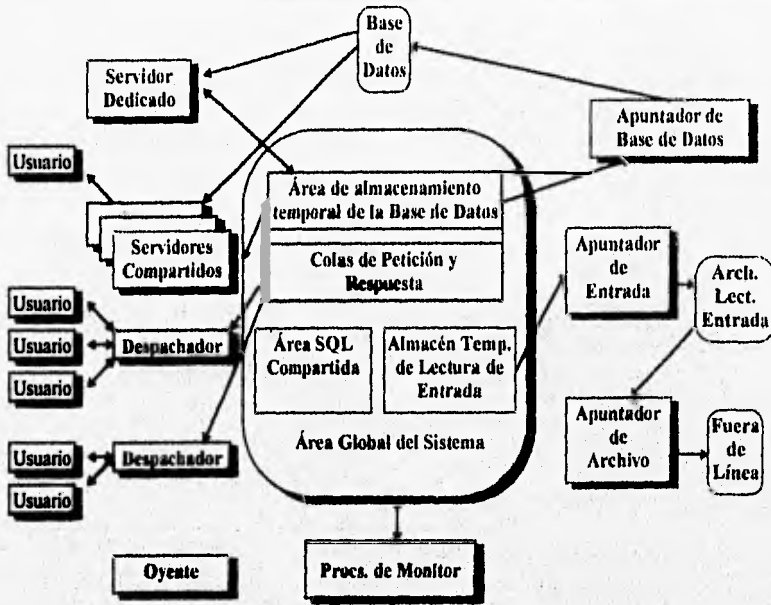 Base
de
Datos
Servidor
Dedicado
Apuntador de
Base de Datos
Usuario
Área de almacenamiento
temporal de la Base de Datos
Servidores
Compartidos
Colas de Petición y
Respuesta
Apuntador
de
Entrada
Arch.
Lect.
Entrada
Usuario
Usuario
Usuario
Despachador
Área SQL
Compartida
Almacén Temp.
de Lectura de
Entrada
Área Global del Sistema
Apuntador
de
Archivo
Fuera
de
Línea
Usuario
Usuario
Despachador
Oyente
Procs. de Monitor